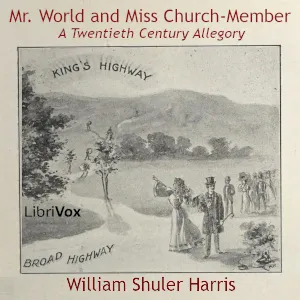 Mr. World and Miss Church-Member
A Twentieth Century Allegory
KING'S HIGHWAY
LibriVox
BROAD HIGHWAY
William Shuler Harris